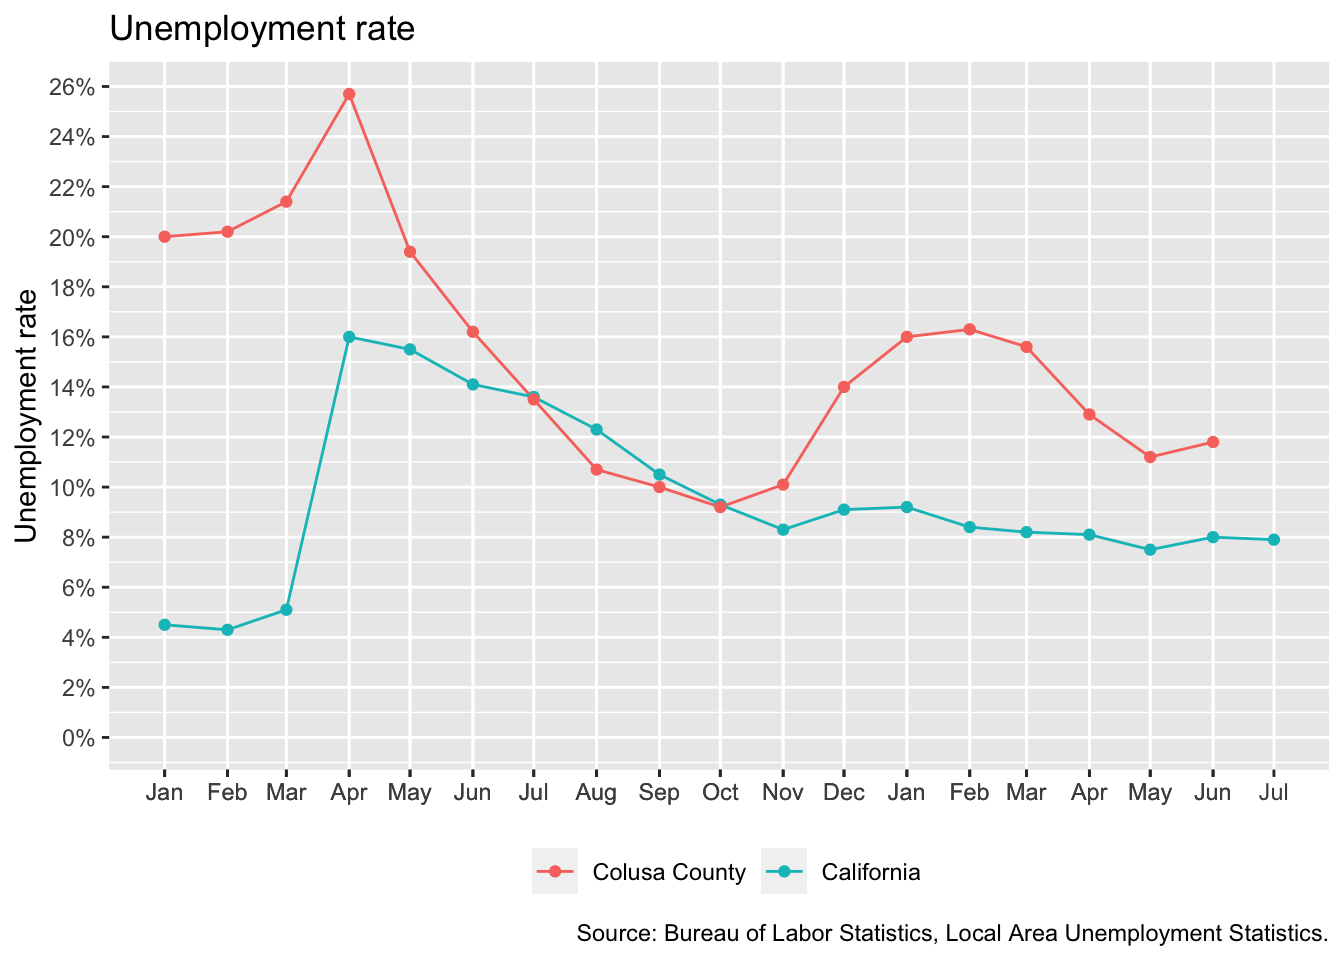 Unemployment rate
Unemployment rate
26%
24%
22%
20%
18%
16%
14%
12%
10%
8%
6%
4%
2%
0%
Jan Feb Mar Apr May Jun Jul Aug Sep Oct Nov Dec Jan Feb Mar Apr May Jun Jul
Colusa County California
Source: Bureau of Labor Statistics, Local Area Unemployment Statistics.